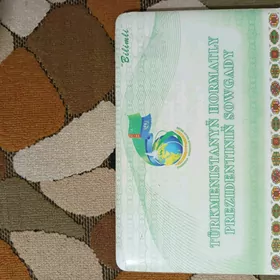 Bilimli
TÜRKMENISTANYŇ HORMATLY
PREZIDENTINIŇ SOWGADY